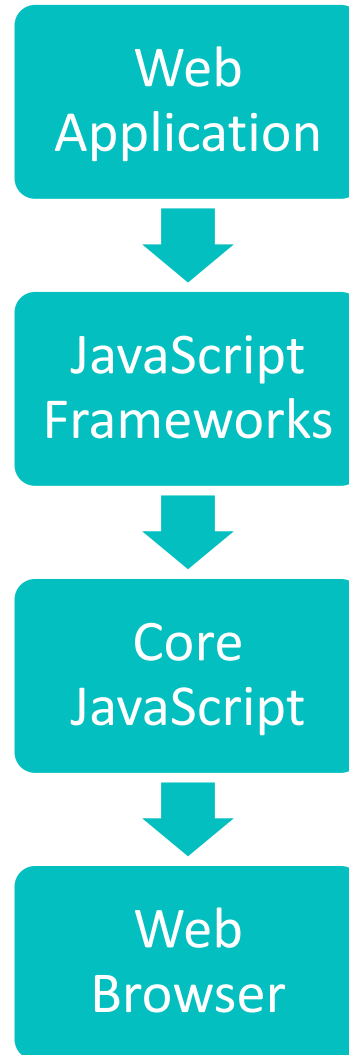 Web
Application
JavaScript
Frameworks
Core
JavaScript
Web
Browser